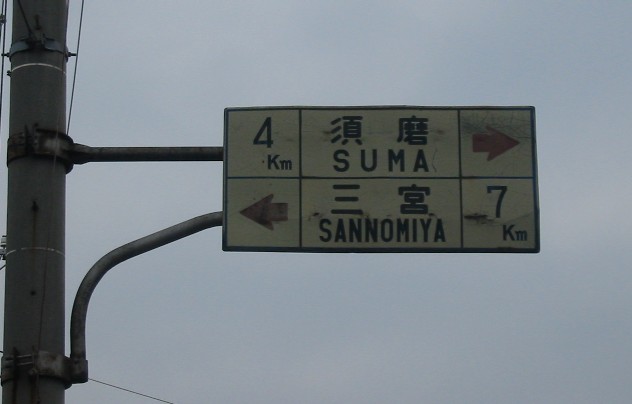 4 Km 須磨
SUMA
三宮 7 Km
SANNOMIYA